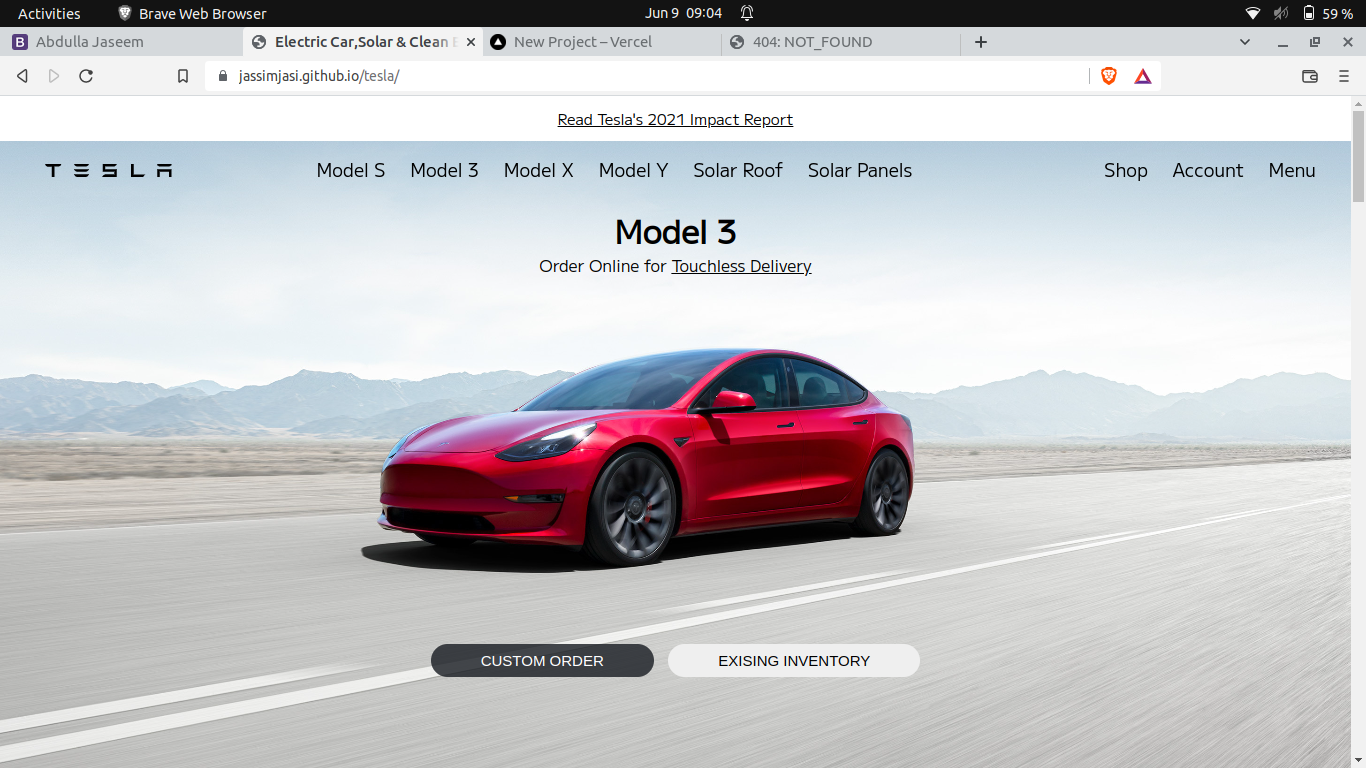 Activities Brave Web Browser Jun 9 09:04 59 %
Abdulla Jaseem Electric Car,Solar & Clean New Project – Vercel 404: NOT_FOUND
jassimjasi.github.io/tesla/
Read Tesla's 2021 Impact Report
TESLA Model S Model 3 Model X Model Y Solar Roof Solar Panels Shop Account Menu
Model 3
Order Online for Touchless Delivery
CUSTOM ORDER EXISING INVENTORY